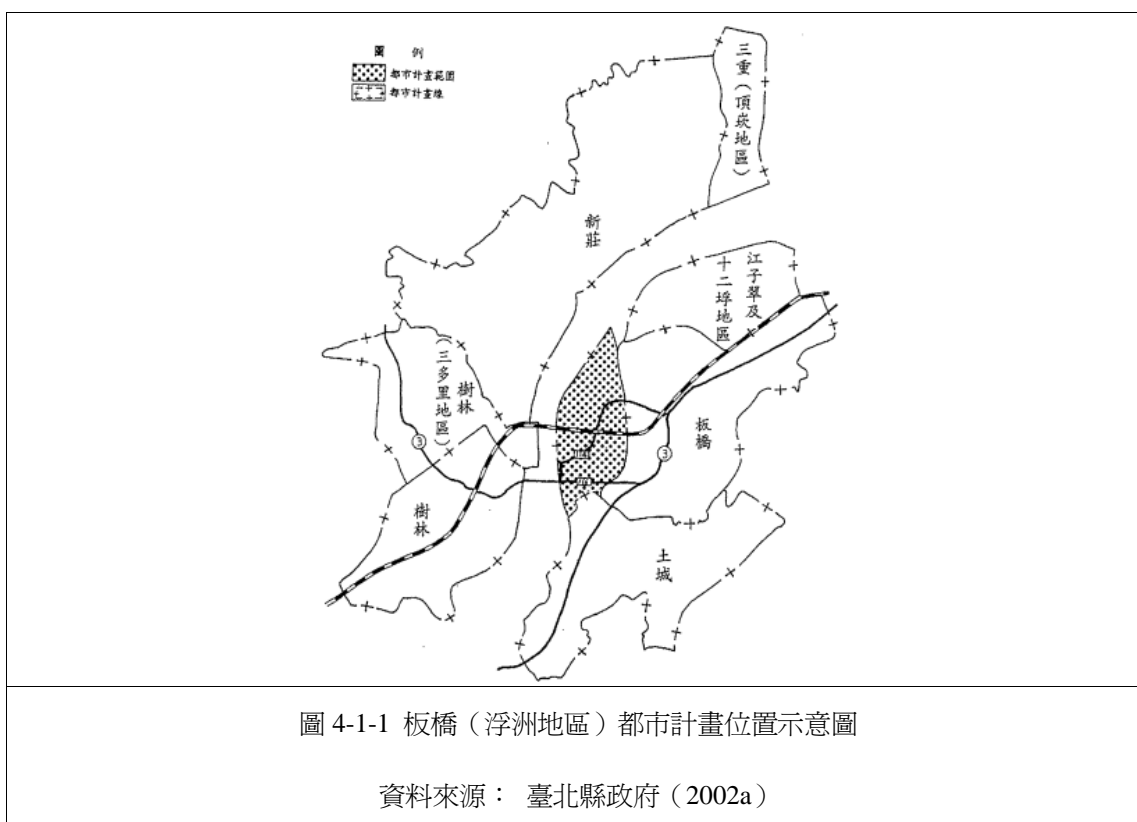 圖 例
都市計畫範圍
都市計畫線
三重(頂崁地區)
新莊
江子翠及
十二埒地區
樹林
(三多里地區)
3
板橋
3
114
樹林
土城
圖 4-1-1 板橋（浮洲地區）都市計畫位置示意圖
資料來源： 臺北縣政府（2002a）